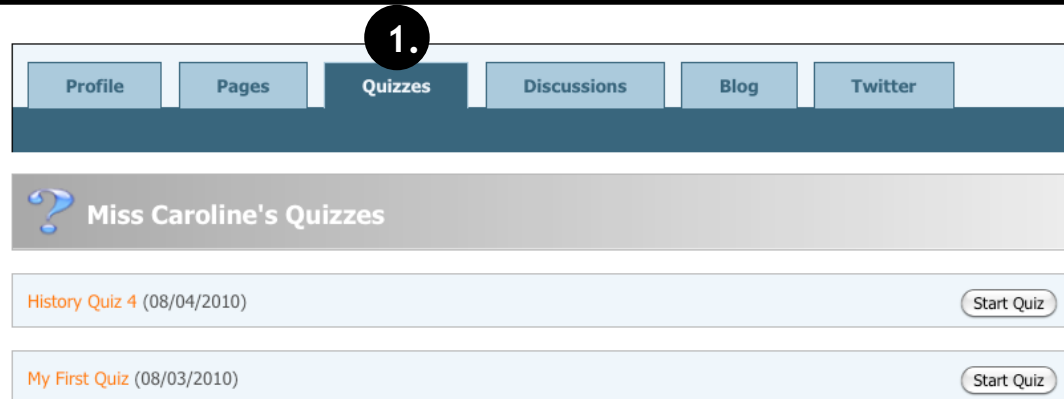 1.
Profile Pages Quizzes Discussions Blog Twitter
Miss Caroline's Quizzes
History Quiz 4 (08/04/2010) Start Quiz
My First Quiz (08/03/2010) Start Quiz